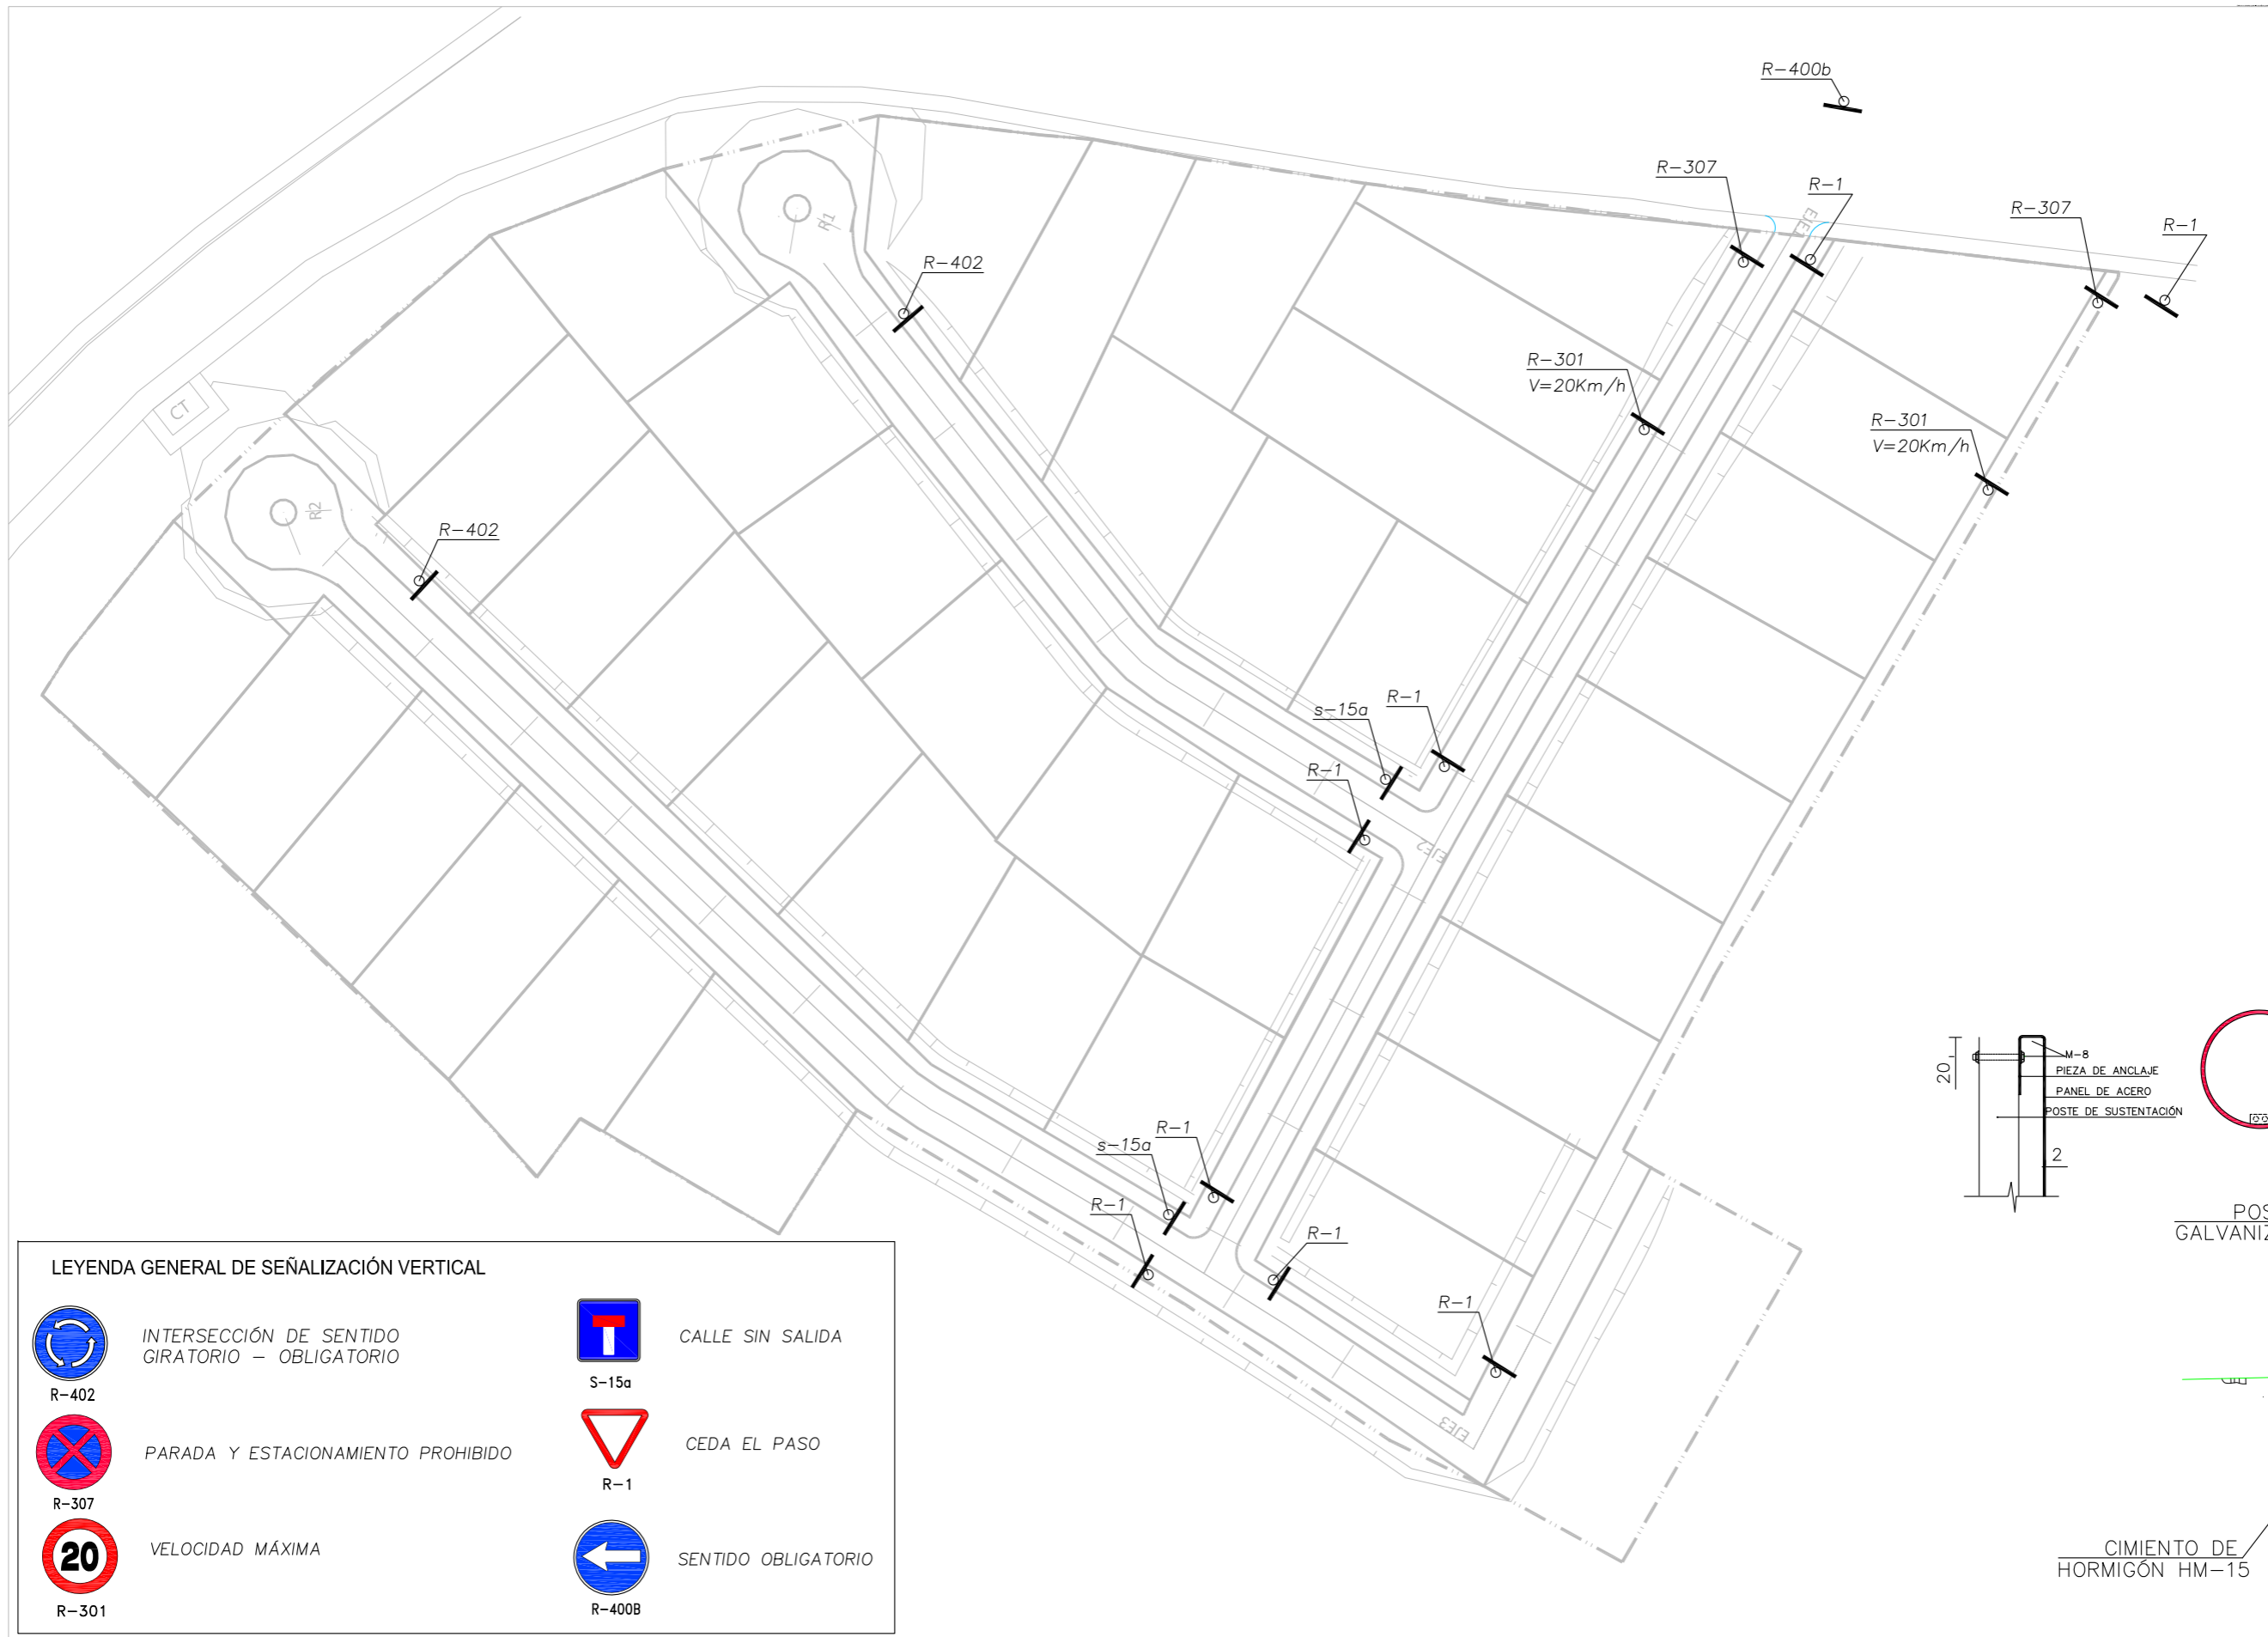 R-400b
R-307
R-1
R-307
R-1
EJE1
R1
R-402
R-301
V=20Km/h
R-301
V=20Km/h
CT
R2
R-402
R-1
s-15a
R-1
EJE2
20
M-8
PIEZA DE ANCLAJE
PANEL DE ACERO
POSTE DE SUSTENTACIÓN
2
R-1
s-15a
R-1
R-1
R-1
EJE3
GALVANIZ
CIMIENTO DE
HORMIGÓN HM-15
LEYENDA GENERAL DE SEÑALIZACIÓN VERTICAL
INTERSECCIÓN DE SENTIDO
GIRATORIO - OBLIGATORIO
R-402
CALLE SIN SALIDA
S-15a
PARADA Y ESTACIONAMIENTO PROHIBIDO
R-307
CEDA EL PASO
R-1
20
VELOCIDAD MÁXIMA
R-301
SENTIDO OBLIGATORIO
R-400B